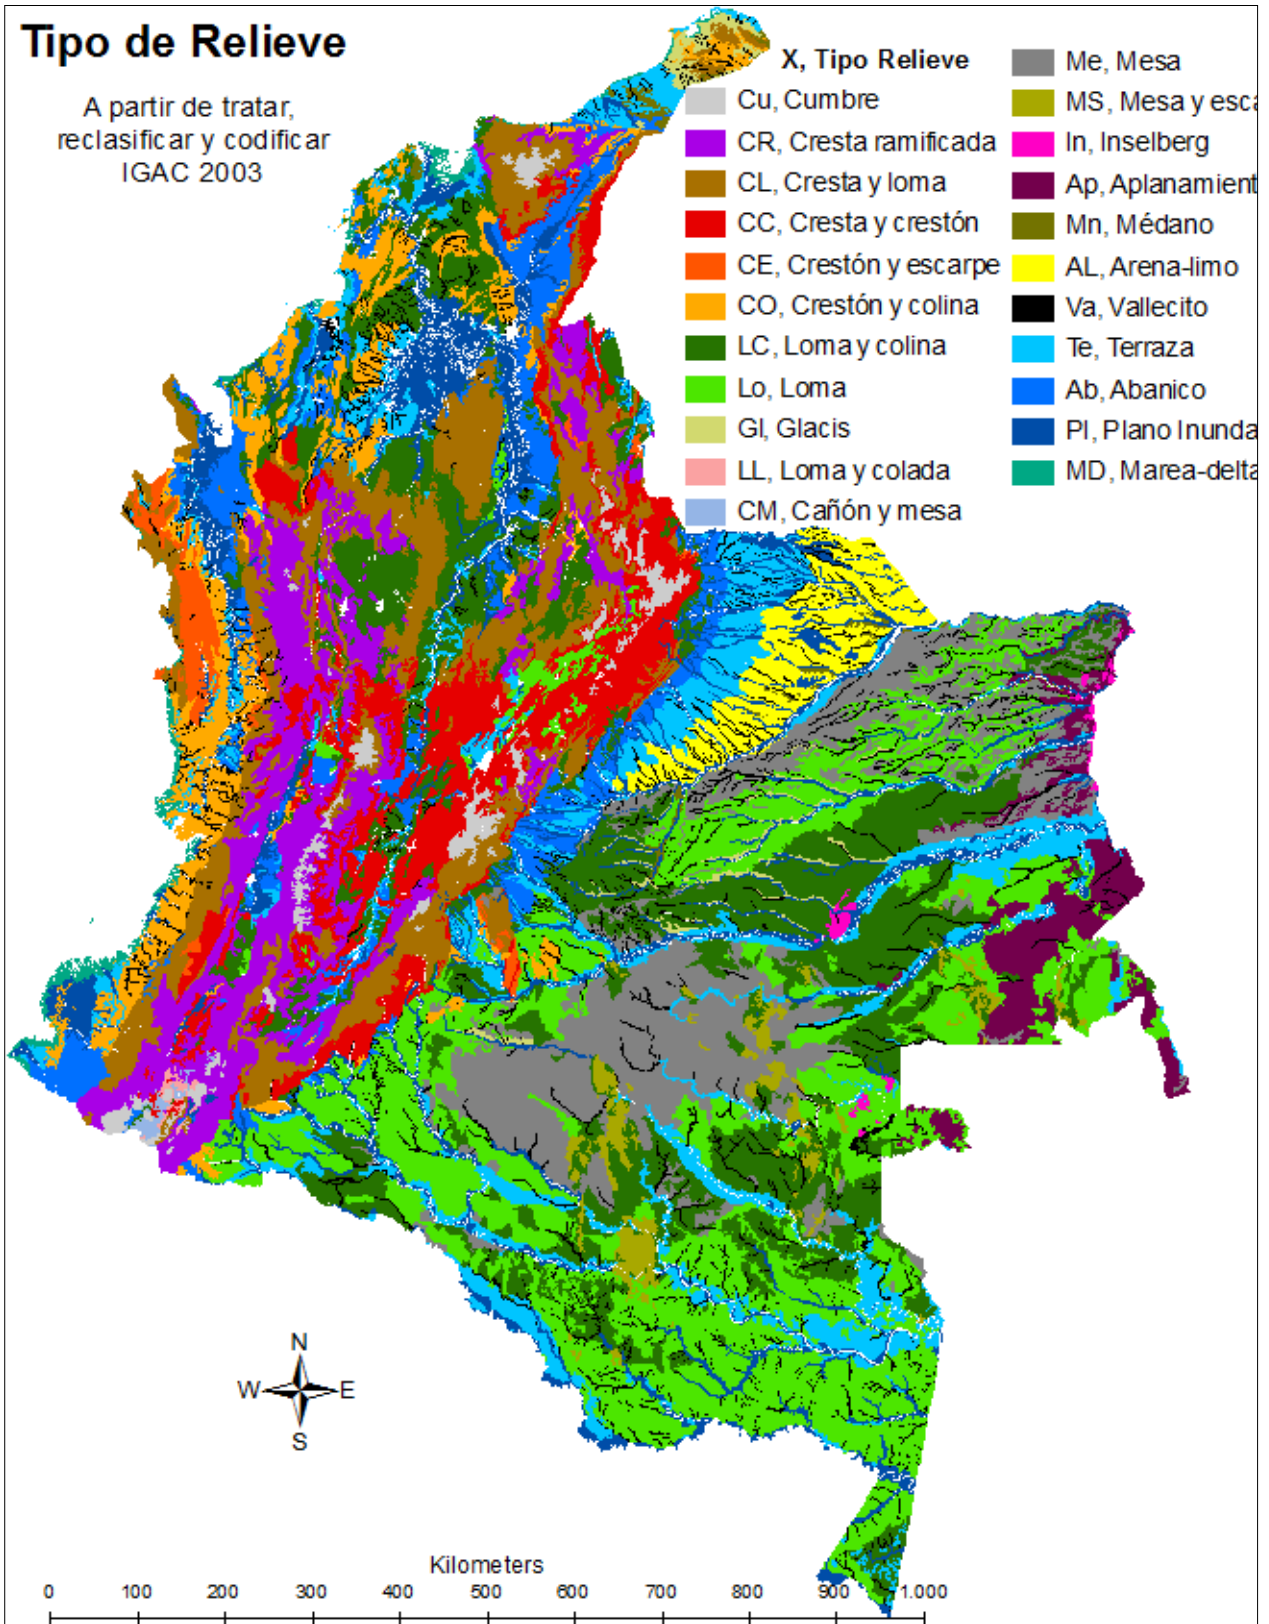 Tipo de Relieve
A partir de tratar,
reclasificar y codificar
IGAC 2003
X, Tipo Relieve
Cu, Cumbre
CR, Cresta ramificada
CL, Cresta y loma
CC, Cresta y crestón
CE, Crestón y escarpe
CO, Crestón y colina
LC, Loma y colina
Lo, Loma
Gl, Glacis
LL, Loma y colada
CM, Cañón y mesa
Me, Mesa
MS, Mesa y esca
In, Inselberg
Ap, Aplanamient
Mn, Médano
AL, Arena-limo
Va, Vallecito
Te, Terraza
Ab, Abanico
PI, Plano Inunda
MD, Marea-delta
N
W E
S
Kilometers
0 100 200 300 400 500 600 700 800 900 1.000